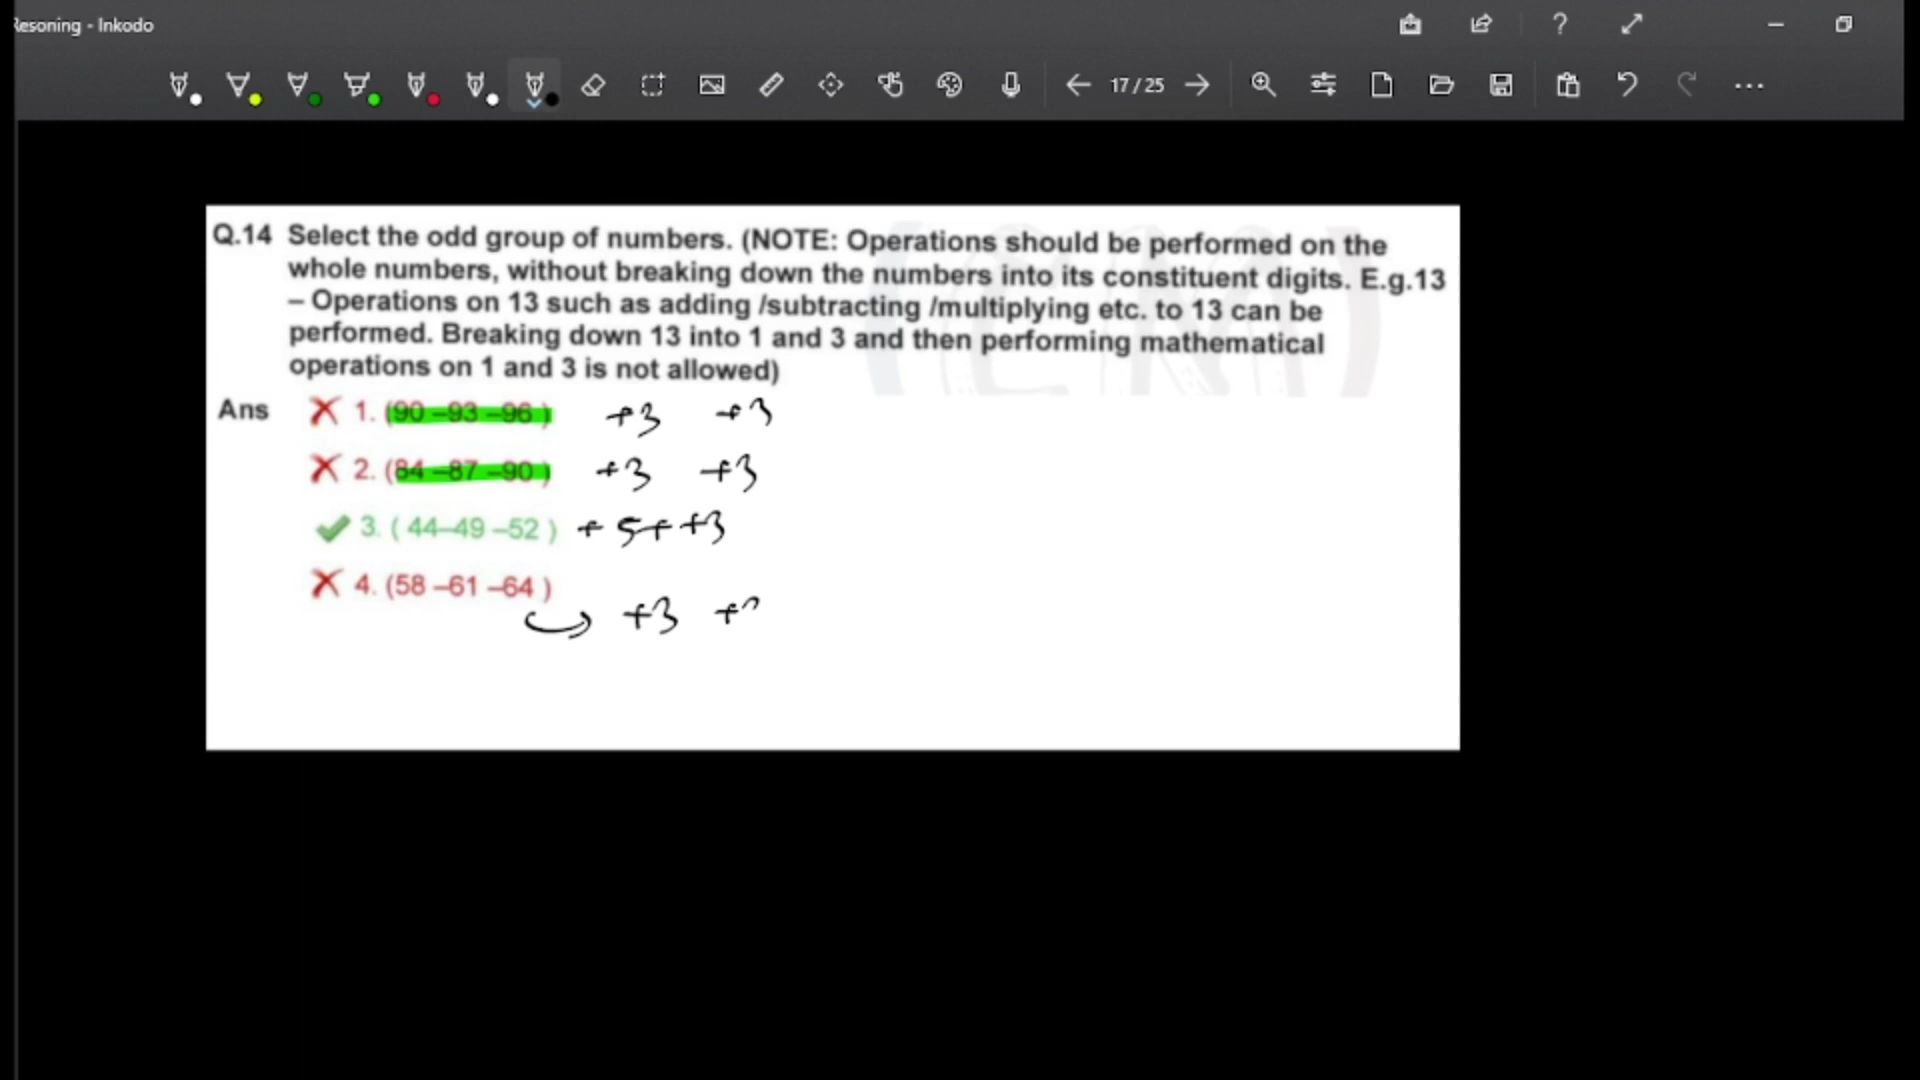 Resoning - Inkodo
17 / 25
Q.14 Select the odd group of numbers. (NOTE: Operations should be performed on the
whole numbers, without breaking down the numbers into its constituent digits. E.g.13
– Operations on 13 such as adding /subtracting /multiplying etc. to 13 can be
performed. Breaking down 13 into 1 and 3 and then performing mathematical
operations on 1 and 3 is not allowed)
Ans 1. (90 –93 –96 ) +3 +3
2. (84 –87 –90 ) +3 +3
3. ( 44–49 –52 ) + 5+ +3
4. (58 –61 –64 )
+3